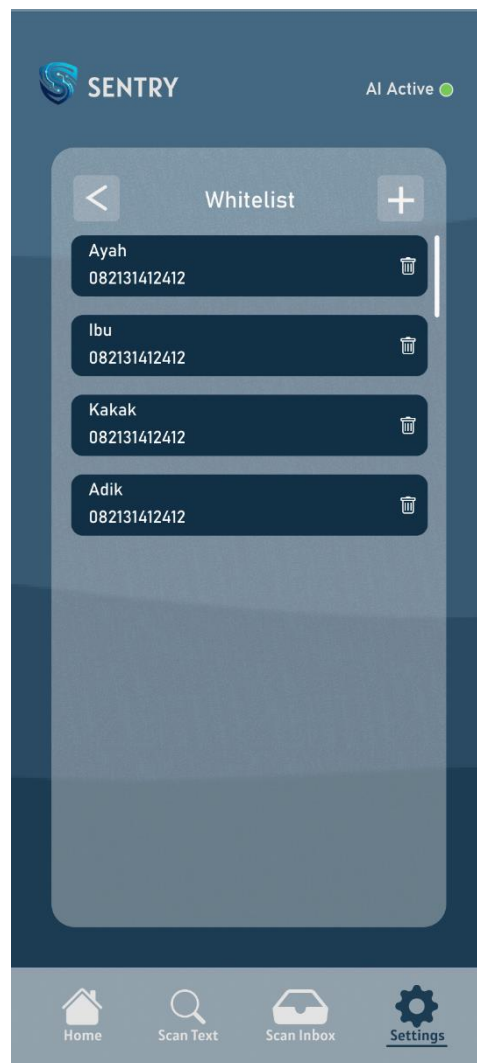 SENTRY
AI Active
Whitelist
Ayah
082131412412
Ibu
082131412412
Kakak
082131412412
Adik
082131412412
Home
Scan Text
Scan Inbox
Settings